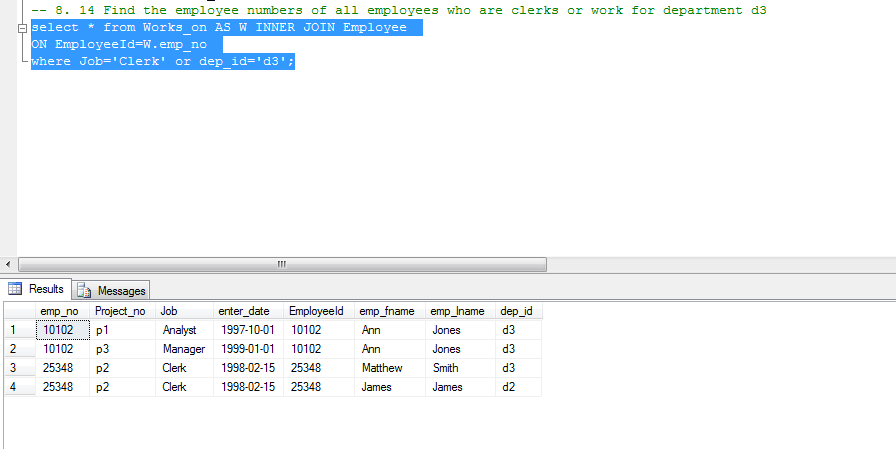 -- 8. 14 Find the employee numbers of all employees who are clerks or work for department d3
select * from Works_on AS W INNER JOIN Employee
ON EmployeeId=W.emp_no
where Job='Clerk' or dep_id='d3';
Results Messages
emp_no Project_no Job enter_date EmployeeId emp_fname emp_lname dep_id
1 10102 p1 Analyst 1997-10-01 10102 Ann Jones d3
2 10102 p3 Manager 1999-01-01 10102 Ann Jones d3
3 25348 p2 Clerk 1998-02-15 25348 Matthew Smith d3
4 25348 p2 Clerk 1998-02-15 25348 James James d2